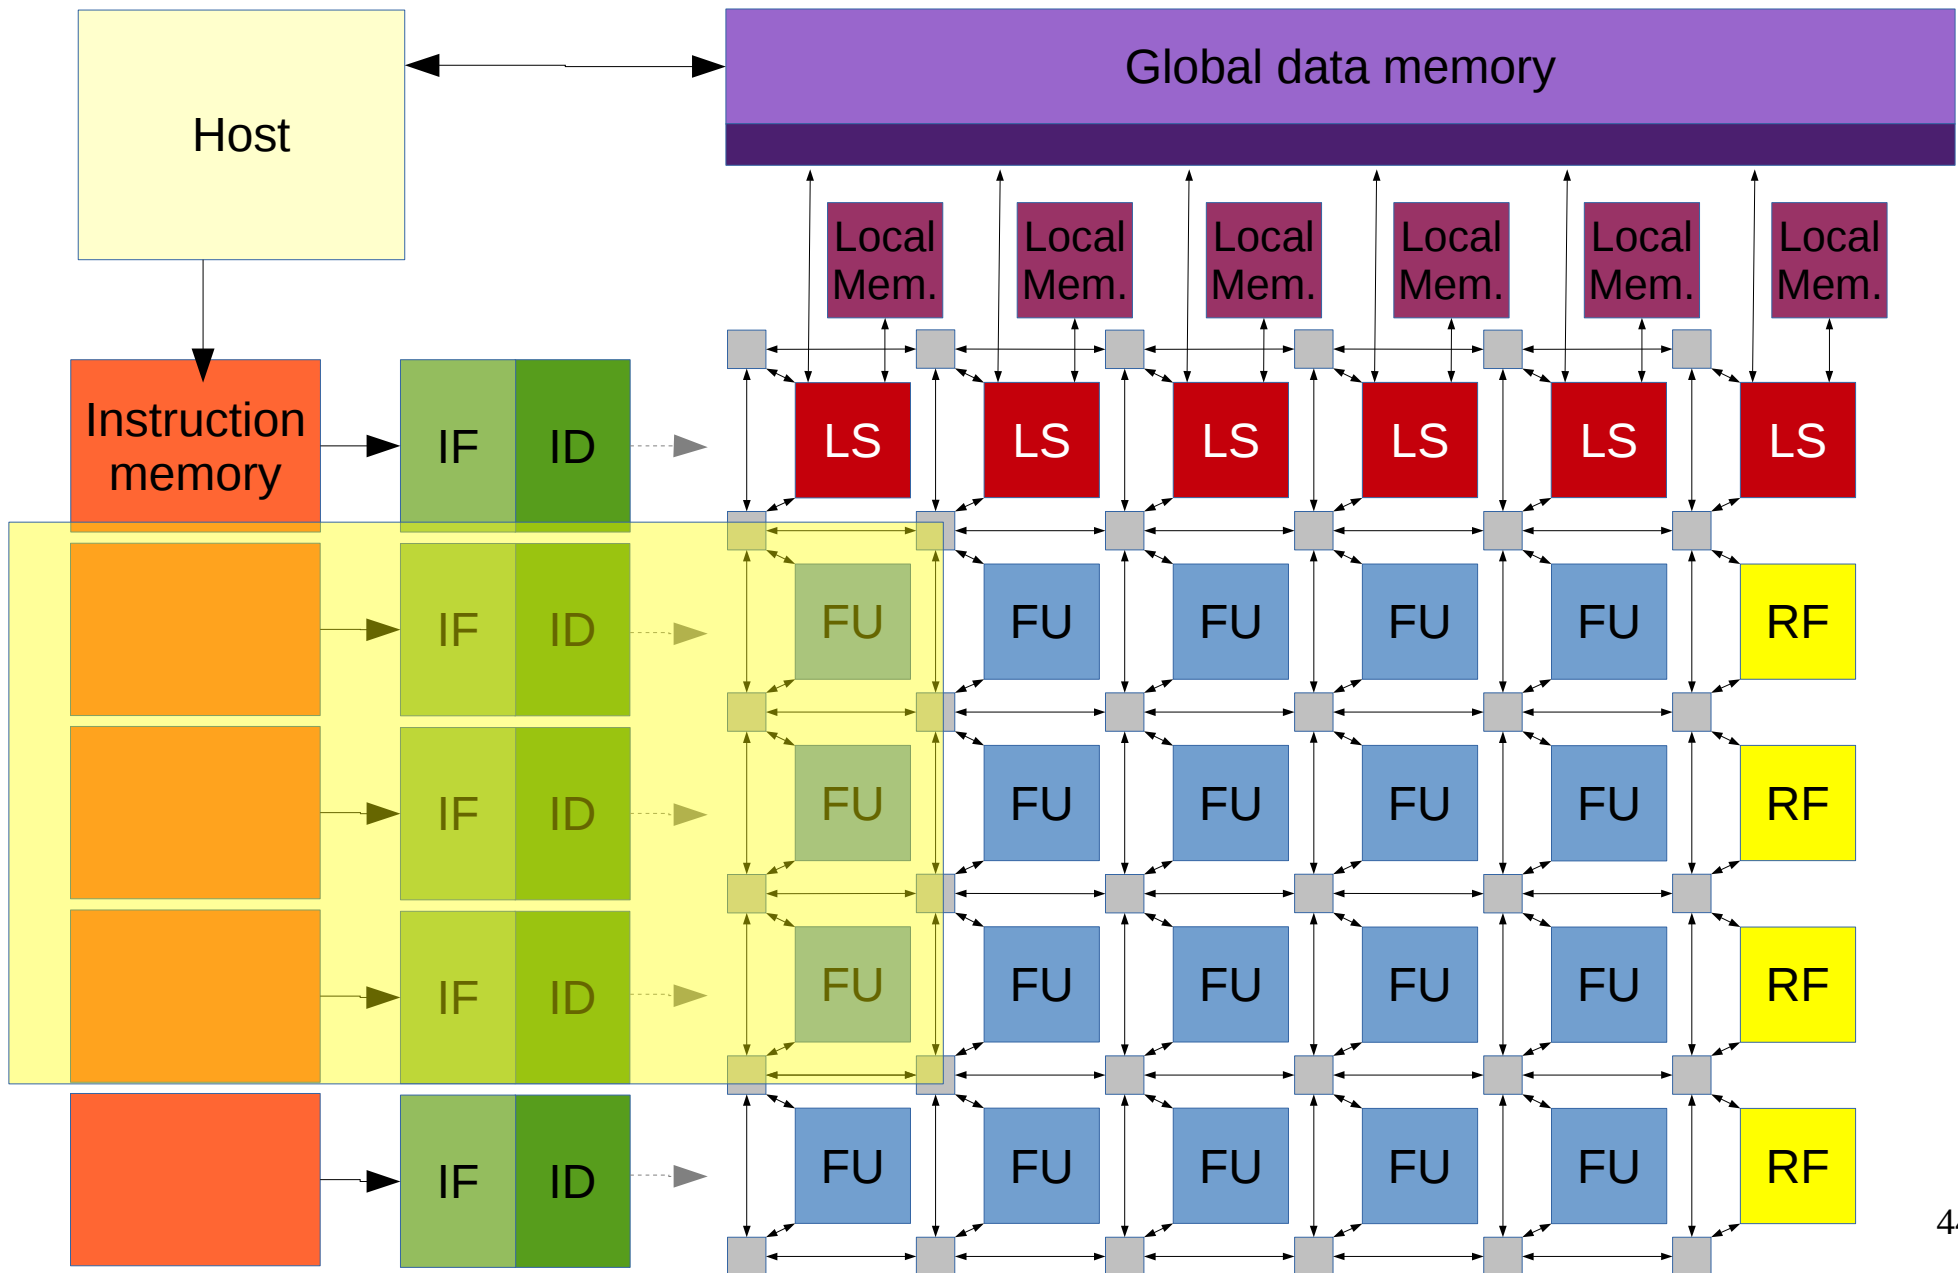 Host
Global data memory
Local
Mem.
Local
Mem.
Local
Mem.
Local
Mem.
Local
Mem.
Local
Mem.
Instruction
memory
IF ID
LS LS LS LS LS LS
IF ID
FU FU FU FU FU RF
IF ID
FU FU FU FU FU RF
IF ID
FU FU FU FU FU RF
IF ID
FU FU FU FU FU RF